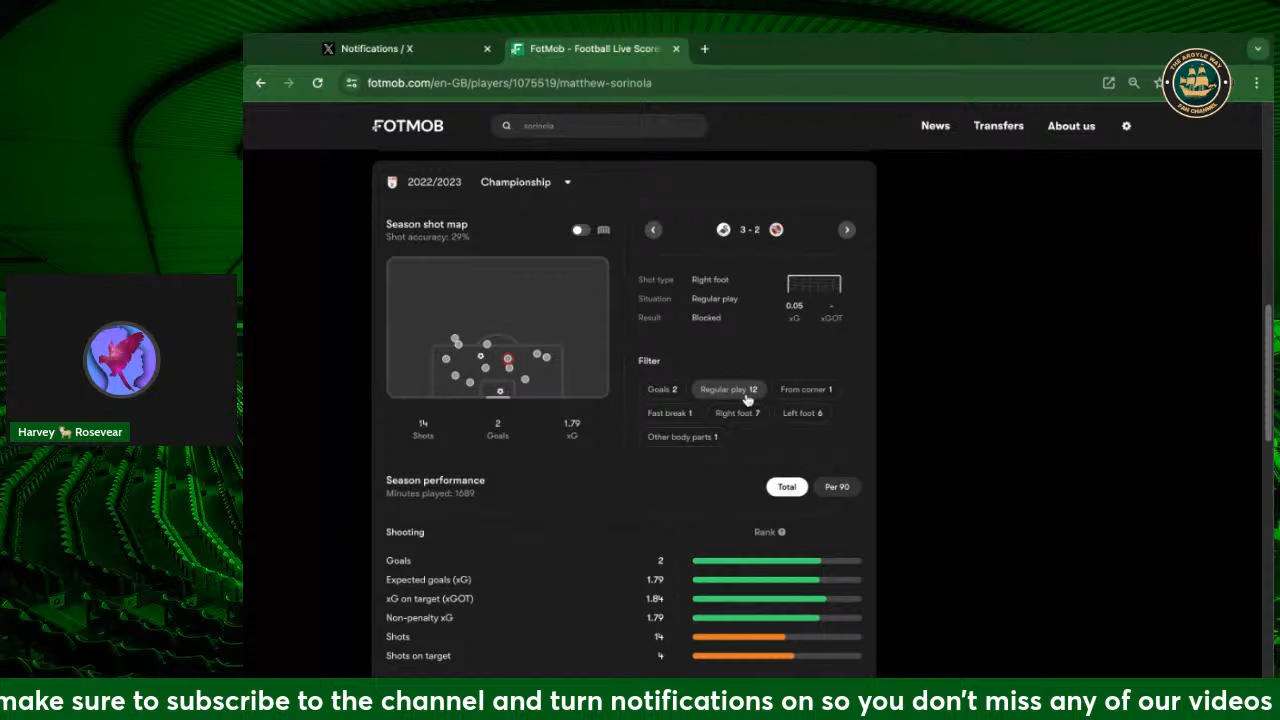 Notifications / X
FotMob - Football Live Score
fotmob.com/en-GB/players/1075519/matthew-sorinola
THE ARGYLE WAY
FAN CHANNEL
FOTMOB
sorinola
News
Transfers
About us
2022/2023
Championship
Season shot map
Shot accuracy: 29%
3 - 2
Shot type Right foot
Situation Regular play
Result Blocked
0.05 -
xG xGOT
Filter
Goals 2 Regular play 12 From corner 1
Fast break 1 Right foot 7 Left foot 6
Other body parts 1
14 2 1.79
Shots Goals xG
Season performance
Minutes played: 1689
Total Per 90
Shooting Rank
Goals 2
Expected goals (xG) 1.79
xG on target (xGOT) 1.84
Non-penalty xG 1.79
Shots 14
Shots on target 4
Harvey 🐐 Rosevear
make sure to subscribe to the channel and turn notifications on so you don't miss any of our videos